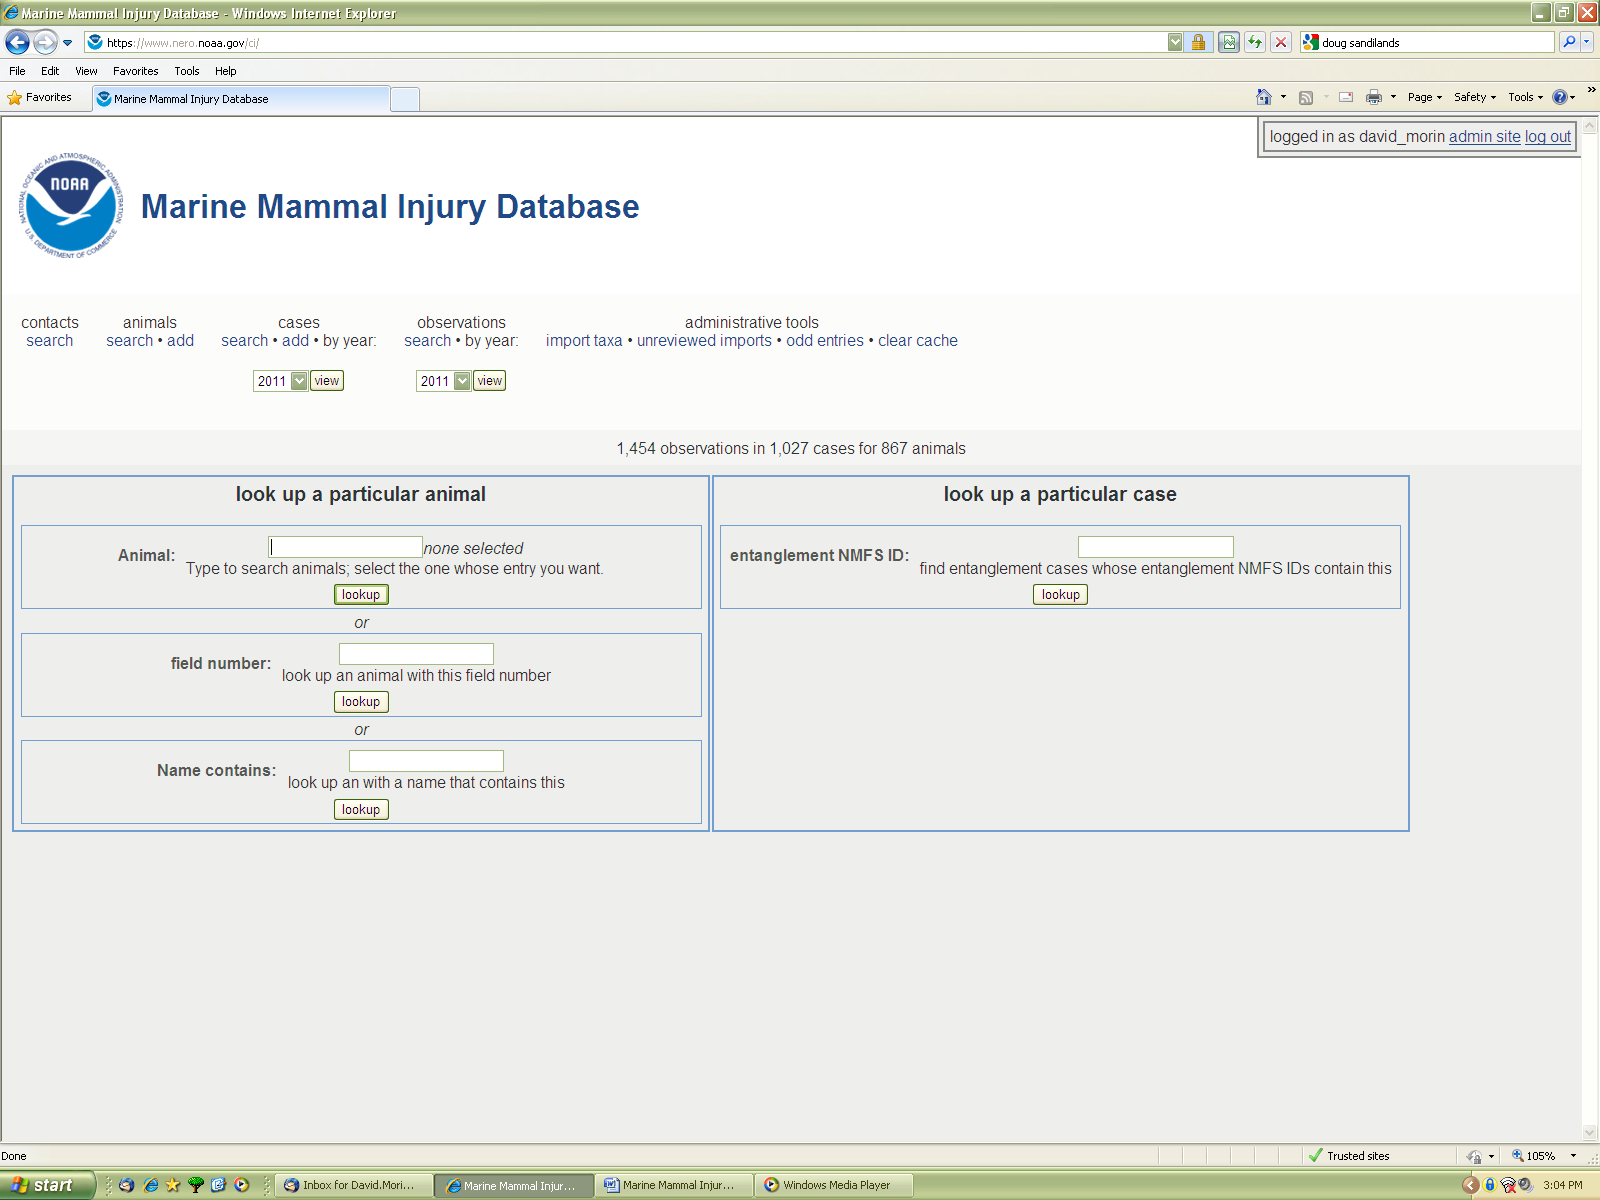 Marine Mammal Injury Database - Windows Internet Explorer
https://www.nero.noaa.gov/ci/
doug sandilands
File Edit View Favorites Tools Help
Favorites
Marine Mammal Injury Database
Page Safety Tools
logged in as david_morin admin site log out
NATIONAL OCEANIC AND ATMOSPHERIC ADMINISTRATION
NOAA
U.S. DEPARTMENT OF COMMERCE
Marine Mammal Injury Database
contacts animals cases observations administrative tools
search search • add search • add • by year: search • by year: import taxa • unreviewed imports • odd entries • clear cache
2011 view 2011 view
1,454 observations in 1,027 cases for 867 animals
look up a particular animal
Animal: none selected
Type to search animals; select the one whose entry you want.
lookup
or
field number:
look up an animal with this field number
lookup
or
Name contains:
look up an with a name that contains this
lookup
look up a particular case
entanglement NMFS ID:
find entanglement cases whose entanglement NMFS IDs contain this
lookup
Done Trusted sites 105%
start Inbox for David.Mori... Marine Mammal Injur... Marine Mammal Injur... Windows Media Player 3:04 PM